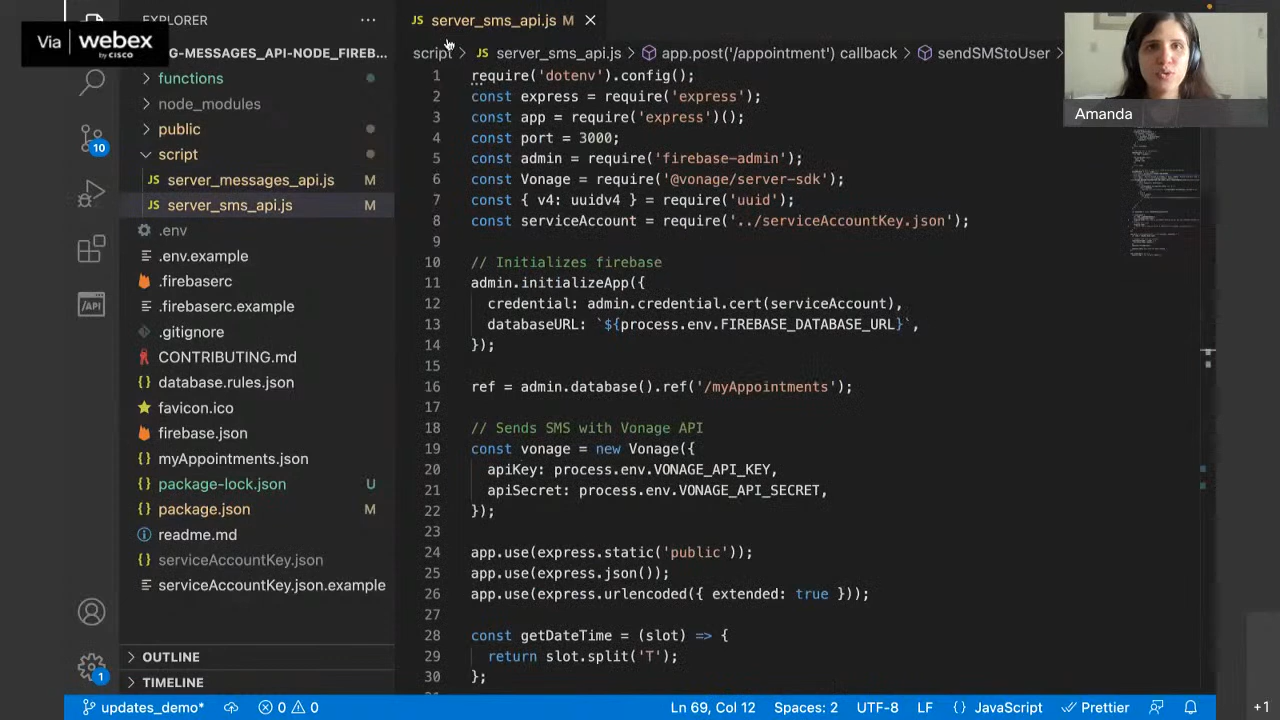 Via webex
by CISCO
EXPLORER
G-MESSAGES_API-NODE_FIREB...
functions
node_modules
public
script
JS server_messages_api.js M
JS server_sms_api.js M
.env
.env.example
.firebaserc
.firebaserc.example
.gitignore
CONTRIBUTING.md
{} database.rules.json
favicon.ico
firebase.json
{} myAppointments.json
{} package-lock.json U
{} package.json M
readme.md
{} serviceAccountKey.json
serviceAccountKey.json.example
OUTLINE
TIMELINE
10
/API
1
JS server_sms_api.js M
script > JS server_sms_api.js > app.post('/appointment') callback > sendSMStoUser
1 require('dotenv').config();
2 const express = require('express');
3 const app = require('express')();
4 const port = 3000;
5 const admin = require('firebase-admin');
6 const Vonage = require('@vonage/server-sdk');
7 const { v4: uuidv4 } = require('uuid');
8 const serviceAccount = require('../serviceAccountKey.json');
9
10 // Initializes firebase
11 admin.initializeApp({
12 credential: admin.credential.cert(serviceAccount),
13 databaseURL: `${process.env.FIREBASE_DATABASE_URL}`,
14 });
15
16 ref = admin.database().ref('/myAppointments');
17
18 // Sends SMS with Vonage API
19 const vonage = new Vonage({
20 apiKey: process.env.VONAGE_API_KEY,
21 apiSecret: process.env.VONAGE_API_SECRET,
22 });
23
24 app.use(express.static('public'));
25 app.use(express.json());
26 app.use(express.urlencoded({ extended: true }));
27
28 const getDateTime = (slot) => {
29 return slot.split('T');
30 };
Amanda
updates_demo* 0 0 Ln 69, Col 12 Spaces: 2 UTF-8 LF {} JavaScript Prettier
+1